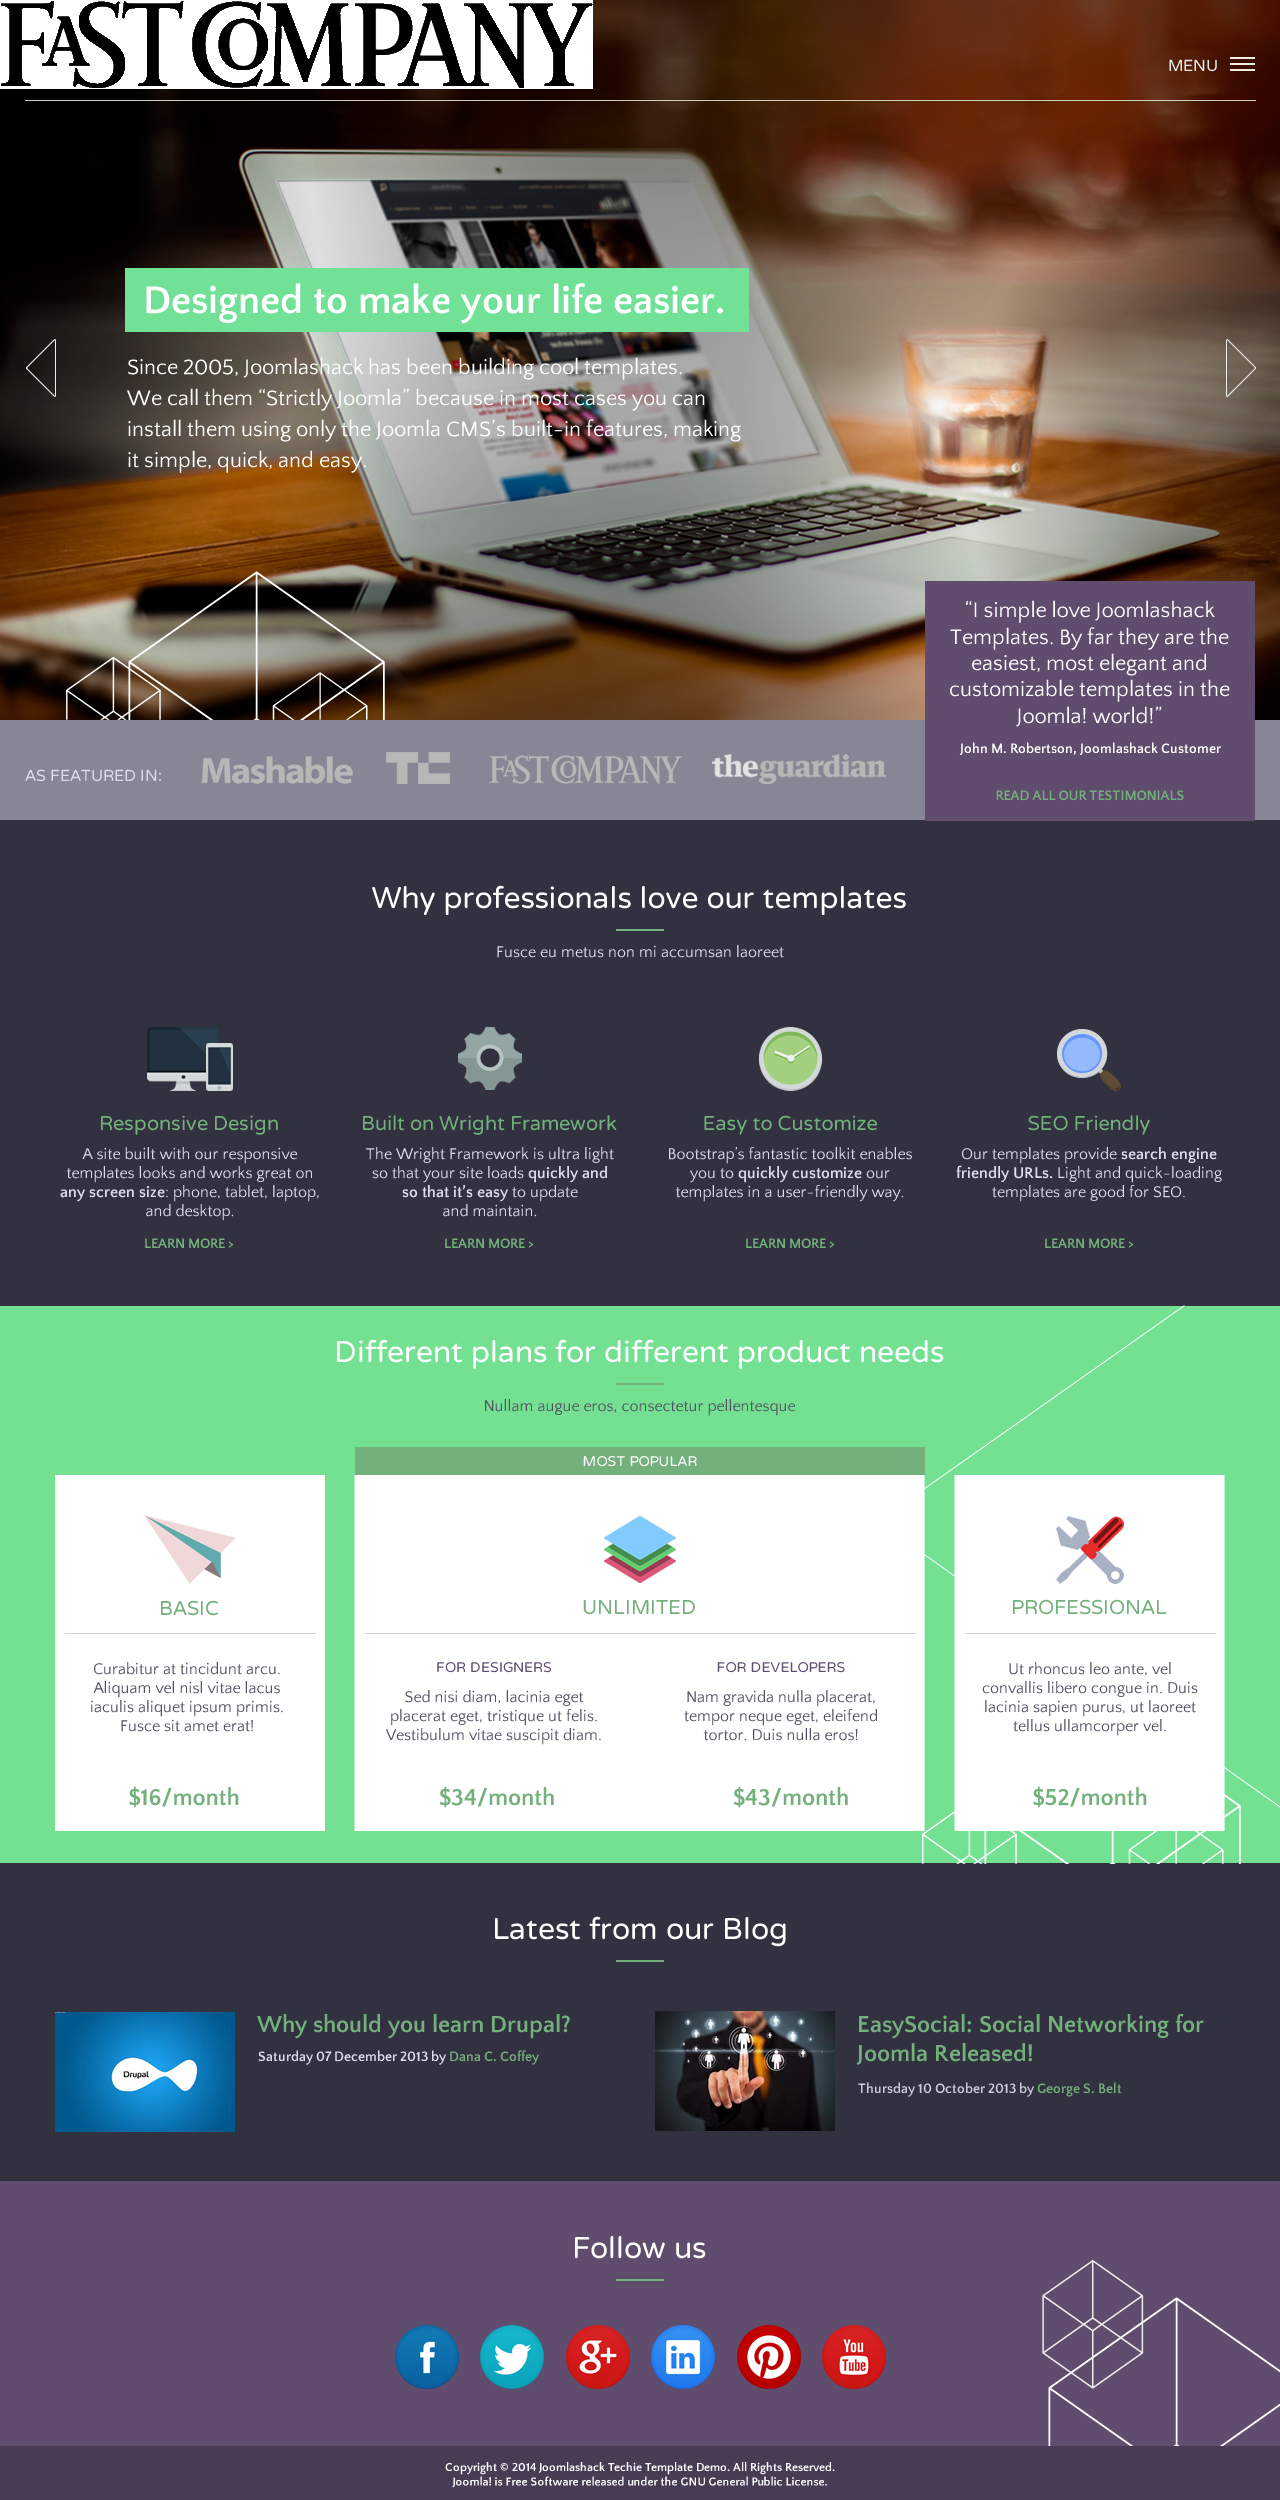 FAST COMPANY
MENU
Designed to make your life easier.
Since 2005, Joomlashack has been building cool templates.
We call them “Strictly Joomla” because in most cases you can
install them using only the Joomla CMS’s built-in features, making
it simple, quick, and easy.
“I simple love Joomlashack
Templates. By far they are the
easiest, most elegant and
customizable templates in the
Joomla! world!”
John M. Robertson, Joomlashack Customer
READ ALL OUR TESTIMONIALS
AS FEATURED IN:
Mashable
TC
FAST COMPANY
theguardian
Why professionals love our templates
Fusce eu metus non mi accumsan laoreet
Responsive Design
A site built with our responsive
templates looks and works great on
any screen size: phone, tablet, laptop,
and desktop.
LEARN MORE >
Built on Wright Framework
The Wright Framework is ultra light
so that your site loads quickly and
so that it’s easy to update
and maintain.
LEARN MORE >
Easy to Customize
Bootstrap’s fantastic toolkit enables
you to quickly customize our
templates in a user-friendly way.
LEARN MORE >
SEO Friendly
Our templates provide search engine
friendly URLs. Light and quick-loading
templates are good for SEO.
LEARN MORE >
Different plans for different product needs
Nullam augue eros, consectetur pellentesque
BASIC
Curabitur at tincidunt arcu.
Aliquam vel nisl vitae lacus
iaculis aliquet ipsum primis.
Fusce sit amet erat!
$16/month
MOST POPULAR
UNLIMITED
FOR DESIGNERS
Sed nisi diam, lacinia eget
placerat eget, tristique ut felis.
Vestibulum vitae suscipit diam.
$34/month
FOR DEVELOPERS
Nam gravida nulla placerat,
tempor neque eget, eleifend
tortor. Duis nulla eros!
$43/month
PROFESSIONAL
Ut rhoncus leo ante, vel
convallis libero congue in. Duis
lacinia sapien purus, ut laoreet
tellus ullamcorper vel.
$52/month
Latest from our Blog
Drupal
Why should you learn Drupal?
Saturday 07 December 2013 by Dana C. Coffey
EasySocial: Social Networking for
Joomla Released!
Thursday 10 October 2013 by George S. Belt
Follow us
f
g+
in
P
You
Tube
Copyright © 2014 Joomlashack Techie Template Demo. All Rights Reserved.
Joomla! is Free Software released under the GNU General Public License.